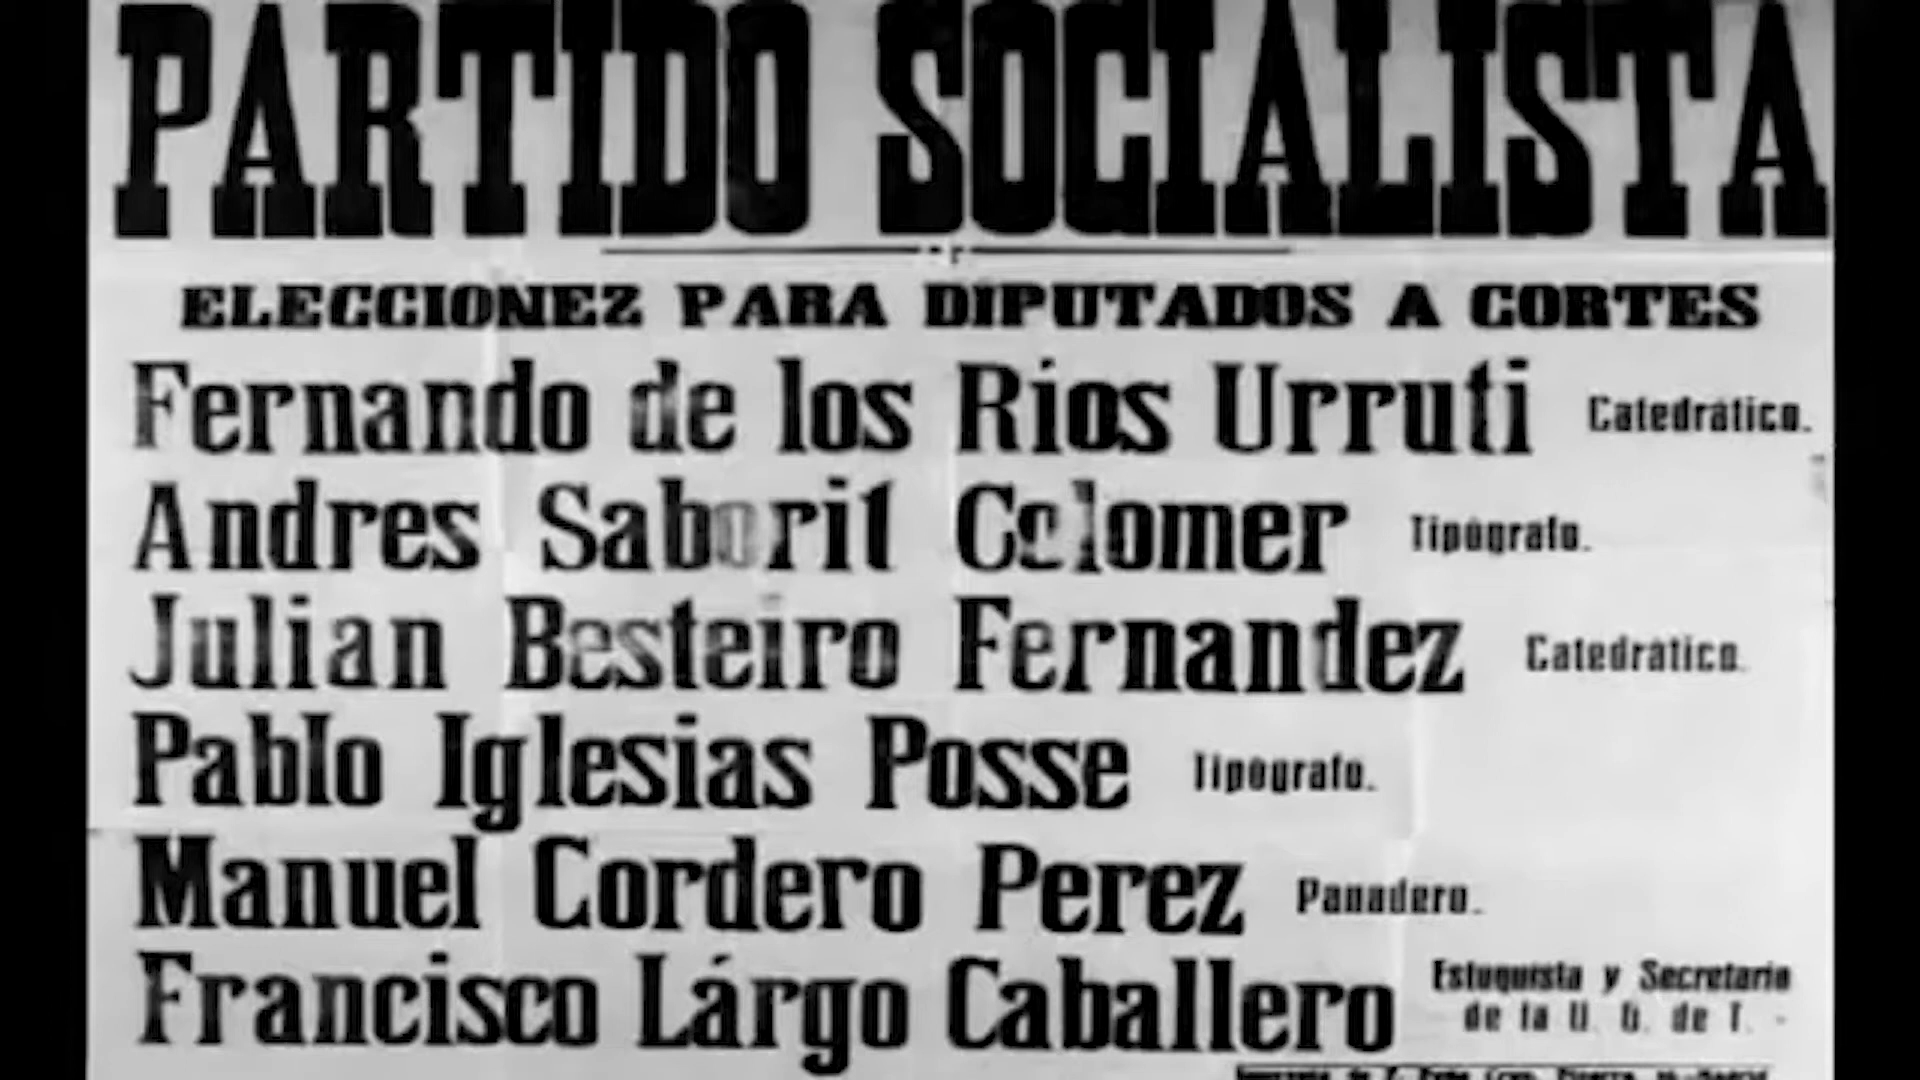 PARTIDO SOCIALISTA
ELECCIONEZ PARA DIPUTADOS A CORTES
Fernando de los Ríos Urruti Catedrático.
Andres Saborit Colomer Tipógrafo.
Julian Besteiro Fernandez Catedrático.
Pablo Iglesias Posse Tipógrafo.
Manuel Cordero Perez Panadero.
Francisco Lárgo Caballero Estuquista y Secretario
de la U. G. de T. -